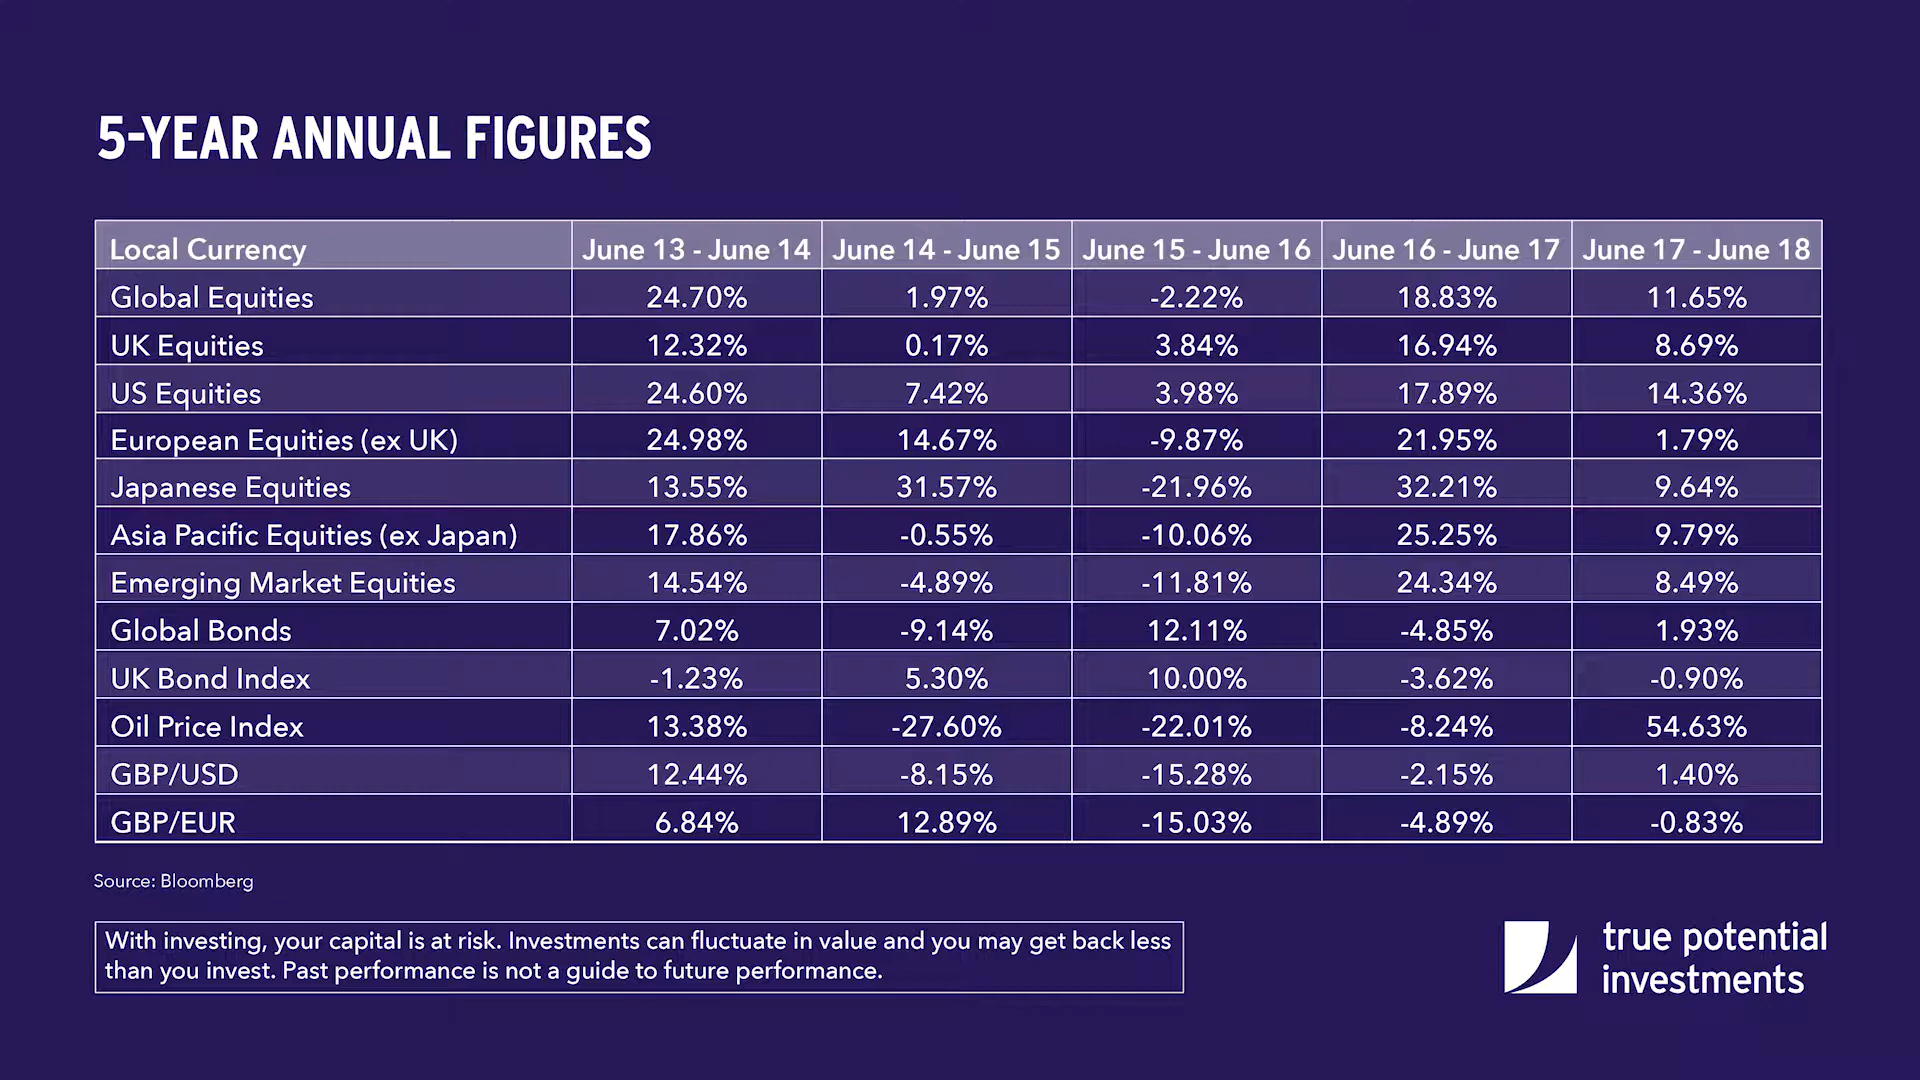 5-YEAR ANNUAL FIGURES
Local Currency June 13 - June 14 June 14 - June 15 June 15 - June 16 June 16 - June 17 June 17 - June 18
Global Equities 24.70% 1.97% -2.22% 18.83% 11.65%
UK Equities 12.32% 0.17% 3.84% 16.94% 8.69%
US Equities 24.60% 7.42% 3.98% 17.89% 14.36%
European Equities (ex UK) 24.98% 14.67% -9.87% 21.95% 1.79%
Japanese Equities 13.55% 31.57% -21.96% 32.21% 9.64%
Asia Pacific Equities (ex Japan) 17.86% -0.55% -10.06% 25.25% 9.79%
Emerging Market Equities 14.54% -4.89% -11.81% 24.34% 8.49%
Global Bonds 7.02% -9.14% 12.11% -4.85% 1.93%
UK Bond Index -1.23% 5.30% 10.00% -3.62% -0.90%
Oil Price Index 13.38% -27.60% -22.01% -8.24% 54.63%
GBP/USD 12.44% -8.15% -15.28% -2.15% 1.40%
GBP/EUR 6.84% 12.89% -15.03% -4.89% -0.83%
Source: Bloomberg
With investing, your capital is at risk. Investments can fluctuate in value and you may get back less
than you invest. Past performance is not a guide to future performance.
true potential
investments